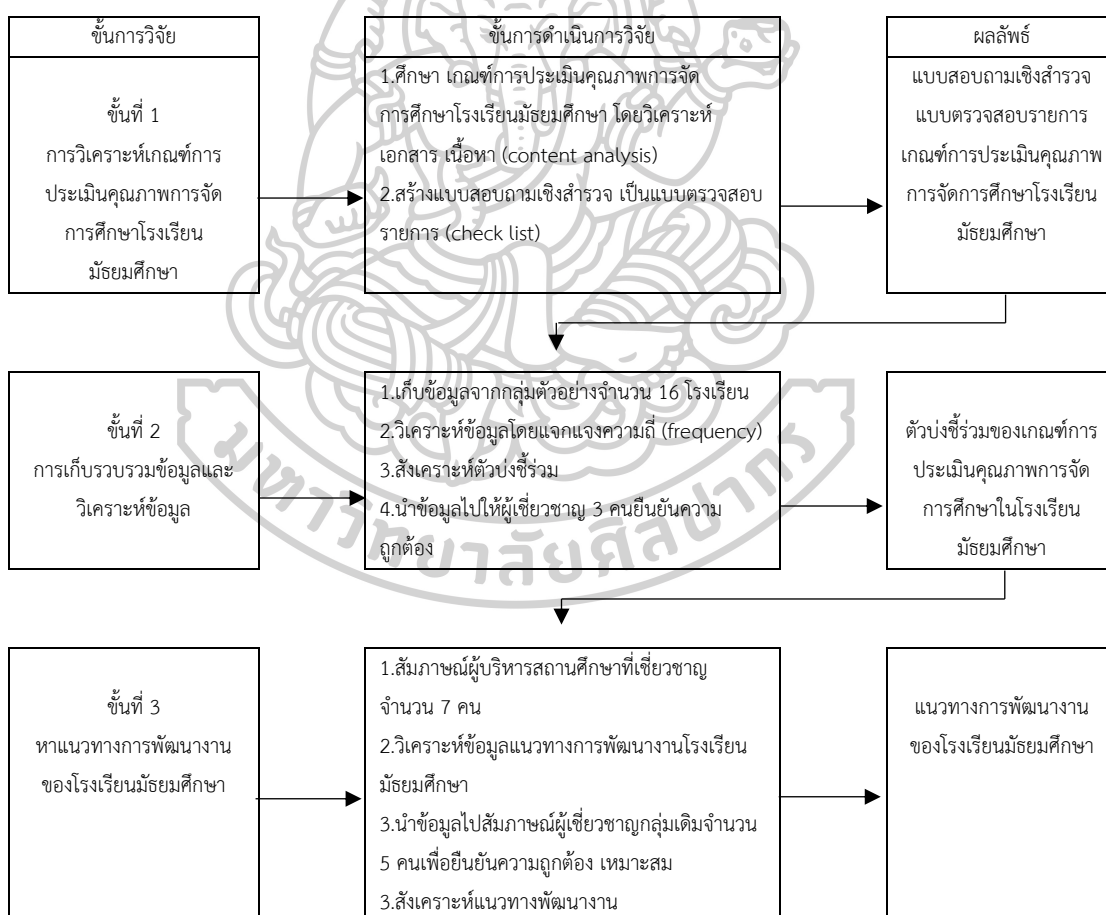 ขั้นการวิจัย
ขั้นการดำเนินการวิจัย
ผลลัพธ์
ขั้นที่ 1
การวิเคราะห์เกณฑ์การ
ประเมินคุณภาพการจัด
การศึกษาโรงเรียน
มัธยมศึกษา
1.ศึกษา เกณฑ์การประเมินคุณภาพการจัด
การศึกษาโรงเรียนมัธยมศึกษา โดยวิเคราะห์
เอกสาร เนื้อหา (content analysis)
2.สร้างแบบสอบถามเชิงสำรวจ เป็นแบบตรวจสอบ
รายการ (check list)
แบบสอบถามเชิงสำรวจ
แบบตรวจสอบรายการ
เกณฑ์การประเมินคุณภาพ
การจัดการศึกษาโรงเรียน
มัธยมศึกษา
ขั้นที่ 2
การเก็บรวบรวมข้อมูลและ
วิเคราะห์ข้อมูล
1.เก็บข้อมูลจากกลุ่มตัวอย่างจำนวน 16 โรงเรียน
2.วิเคราะห์ข้อมูลโดยแจกแจงความถี่ (frequency)
3.สังเคราะห์ตัวบ่งชี้ร่วม
4.นำข้อมูลไปให้ผู้เชี่ยวชาญ 3 คนยืนยันความ
ถูกต้อง
ตัวบ่งชี้ร่วมของเกณฑ์การ
ประเมินคุณภาพการจัด
การศึกษาในโรงเรียน
มัธยมศึกษา
มหาวิทยาลัยศิลปากร
ขั้นที่ 3
หาแนวทางการพัฒนางาน
ของโรงเรียนมัธยมศึกษา
1.สัมภาษณ์ผู้บริหารสถานศึกษาที่เชี่ยวชาญ
จำนวน 7 คน
2.วิเคราะห์ข้อมูลแนวทางการพัฒนางานโรงเรียน
มัธยมศึกษา
3.นำข้อมูลไปสัมภาษณ์ผู้เชี่ยวชาญกลุ่มเดิมจำนวน
5 คนเพื่อยืนยันความถูกต้อง เหมาะสม
3.สังเคราะห์แนวทางพัฒนางาน
แนวทางการพัฒนางาน
ของโรงเรียนมัธยมศึกษา